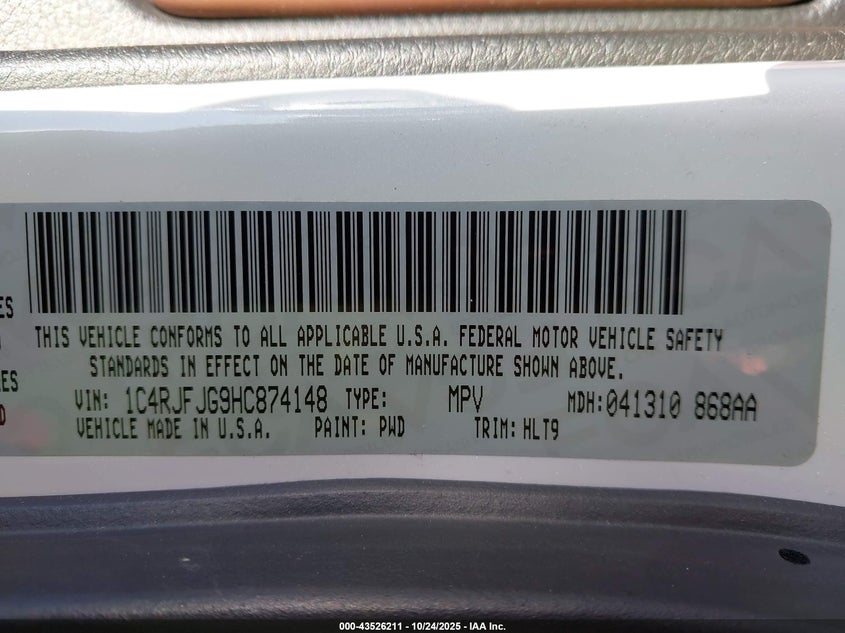 ES
THIS VEHICLE CONFORMS TO ALL APPLICABLE U.S.A. FEDERAL MOTOR VEHICLE SAFETY
STANDARDS IN EFFECT ON THE DATE OF MANUFACTURE SHOWN ABOVE.
RES
VIN: 1C4RJFJG9HC874148 TYPE: MPV MDH: 041310 868AA
D
VEHICLE MADE IN U.S.A. PAINT: PWD TRIM: HLT9
000-43526211 - 10/24/2025 - IAA Inc.